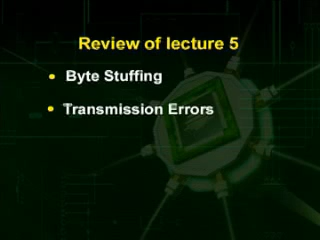 Review of lecture 5
Byte Stuffing
Transmission Errors